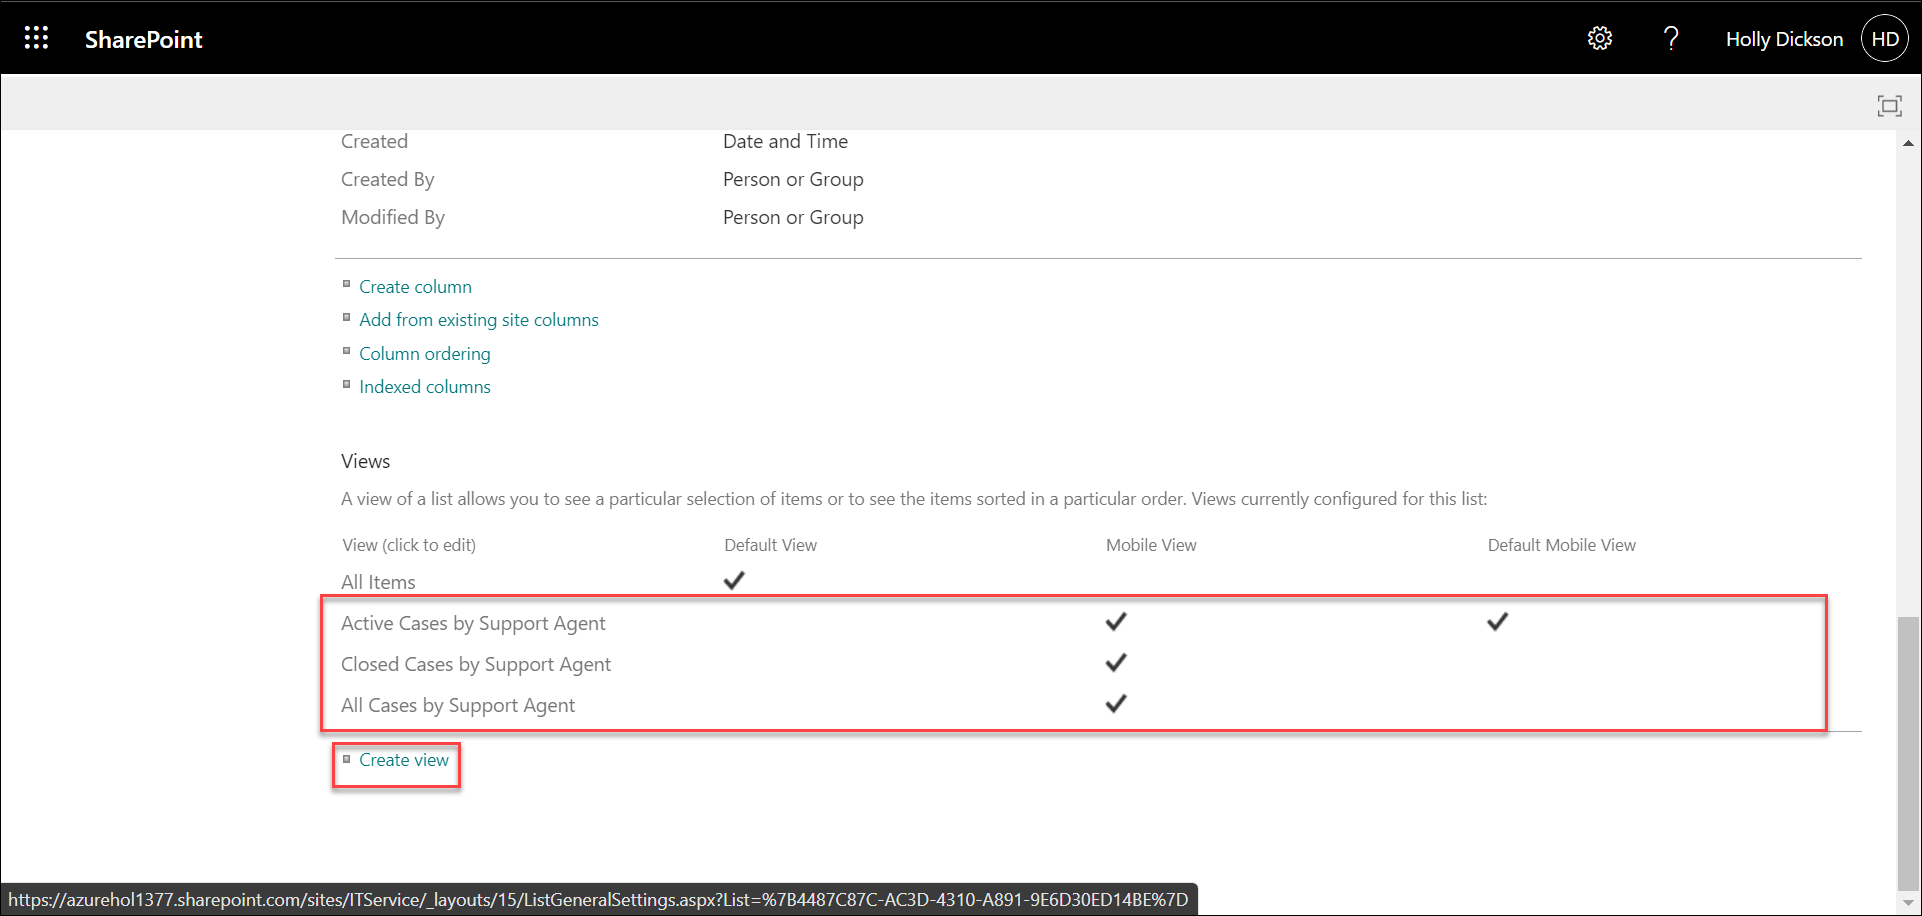 SharePoint
? Holly Dickson HD
Created Date and Time
Created By Person or Group
Modified By Person or Group
Create column
Add from existing site columns
Column ordering
Indexed columns
Views
A view of a list allows you to see a particular selection of items or to see the items sorted in a particular order. Views currently configured for this list:
View (click to edit) Default View Mobile View Default Mobile View
All Items
Active Cases by Support Agent
Closed Cases by Support Agent
All Cases by Support Agent
Create view
https://azurehol1377.sharepoint.com/sites/ITService/_layouts/15/ListGeneralSettings.aspx?List=%7B4487C87C-AC3D-4310-A891-9E6D30ED14BE%7D